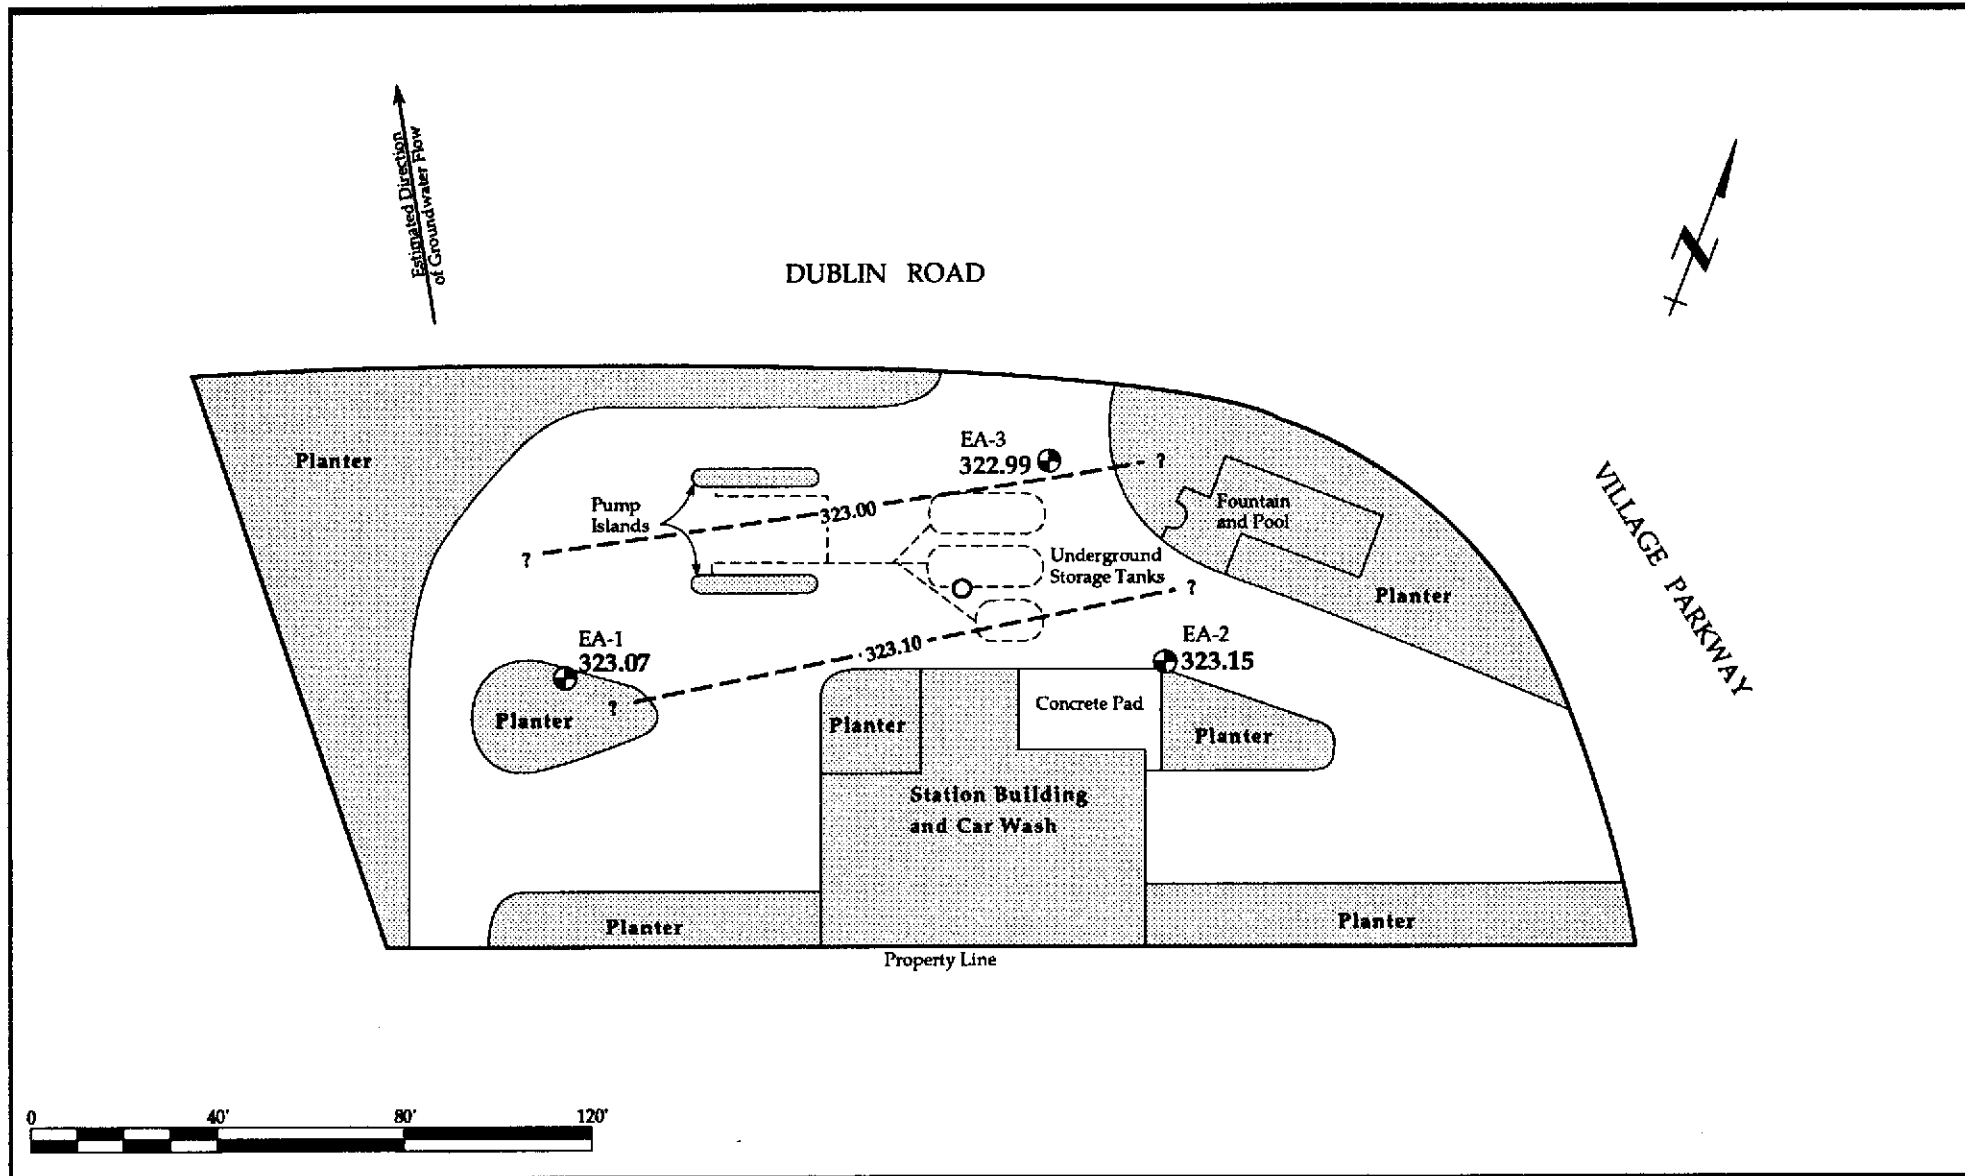 Estimated Direction
of Groundwater Flow
N
DUBLIN ROAD
VILLAGE PARKWAY
Planter
EA-3
322.99
?
Pump
Islands
323.00
Fountain
and Pool
?
Underground
Storage Tanks
?
Planter
EA-1
323.07
323.10
EA-2
323.15
?
Planter
Planter
Concrete Pad
Planter
Station Building
and Car Wash
Planter
Planter
Property Line
0 40' 80' 120'